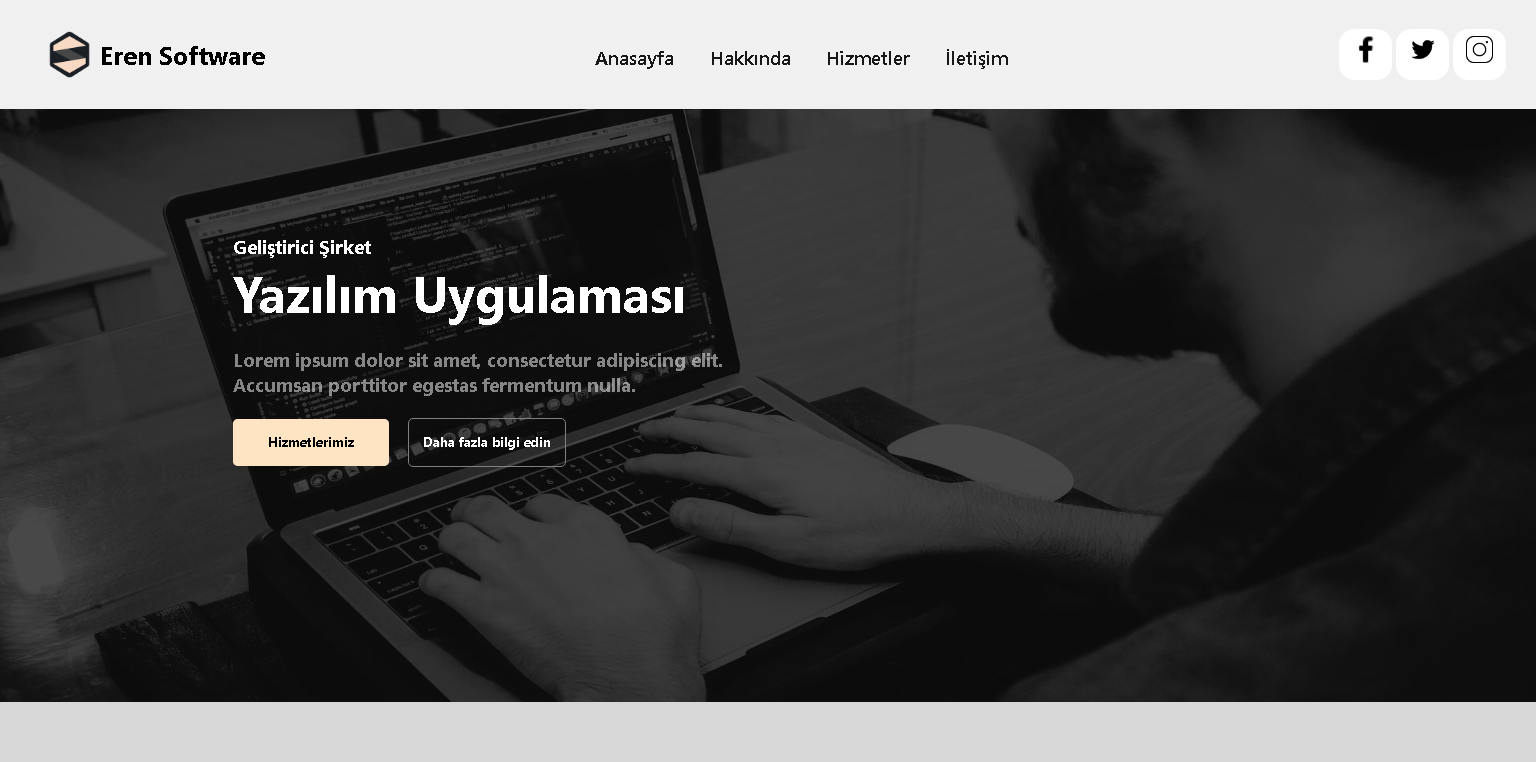 Eren Software
Anasayfa Hakkında Hizmetler İletişim
Geliştirici Şirket
Yazılım Uygulaması
Lorem ipsum dolor sit amet, consectetur adipiscing elit.
Accumsan porttitor egestas fermentum nulla.
Hizmetlerimiz Daha fazla bilgi edin